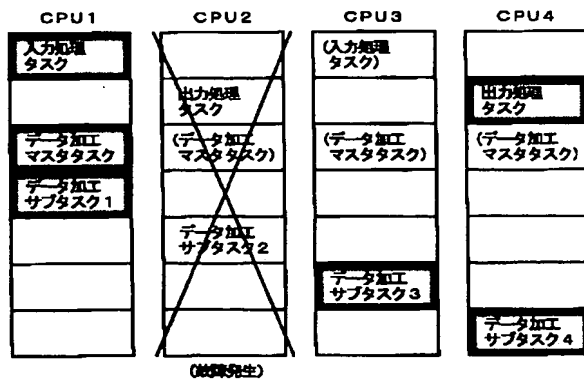 CPU1
CPU2
CPU3
CPU4
入力処理
タスク
(入力処理
タスク)
出力処理
タスク
出力処理
タスク
データ加工
マスタタスク
(データ加工
マスタタスク)
(データ加工
マスタタスク)
(データ加工
マスタタスク)
データ加工
サブタスク1
データ加工
サブタスク2
データ加工
サブタスク3
データ加工
サブタスク4
(故障発生)